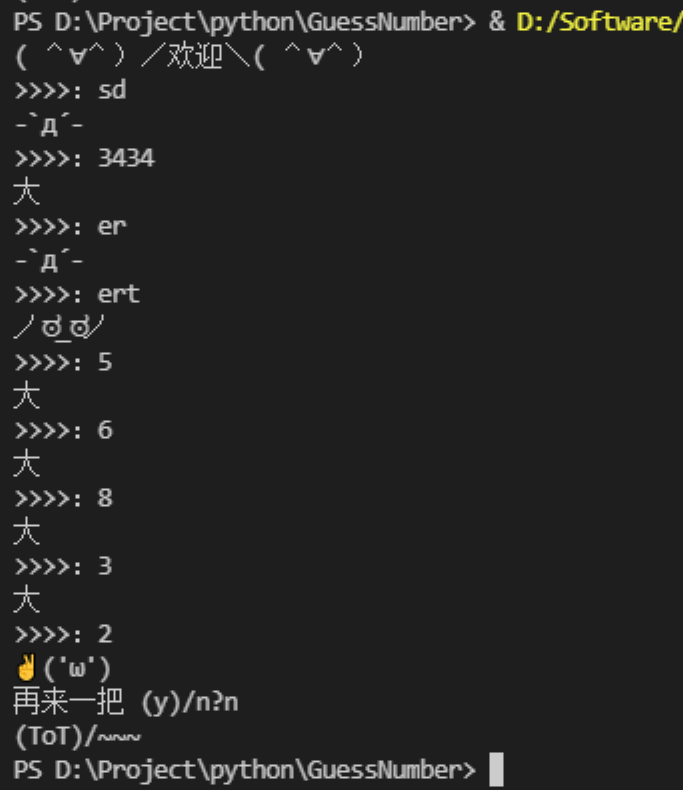 PS D:\Project\python\GuessNumber> & D:/Software/
( ^∀^) ／欢迎＼( ^∀^)
>>>>: sd
-`д´-
>>>>: 3434
大
>>>>: er
-`д´-
>>>>: ert
ノಠ_ಠノ
>>>>: 5
大
>>>>: 6
大
>>>>: 8
大
>>>>: 3
大
>>>>: 2
✌('ω')
再来一把 (y)/n?n
(ToT)/~~~
PS D:\Project\python\GuessNumber>